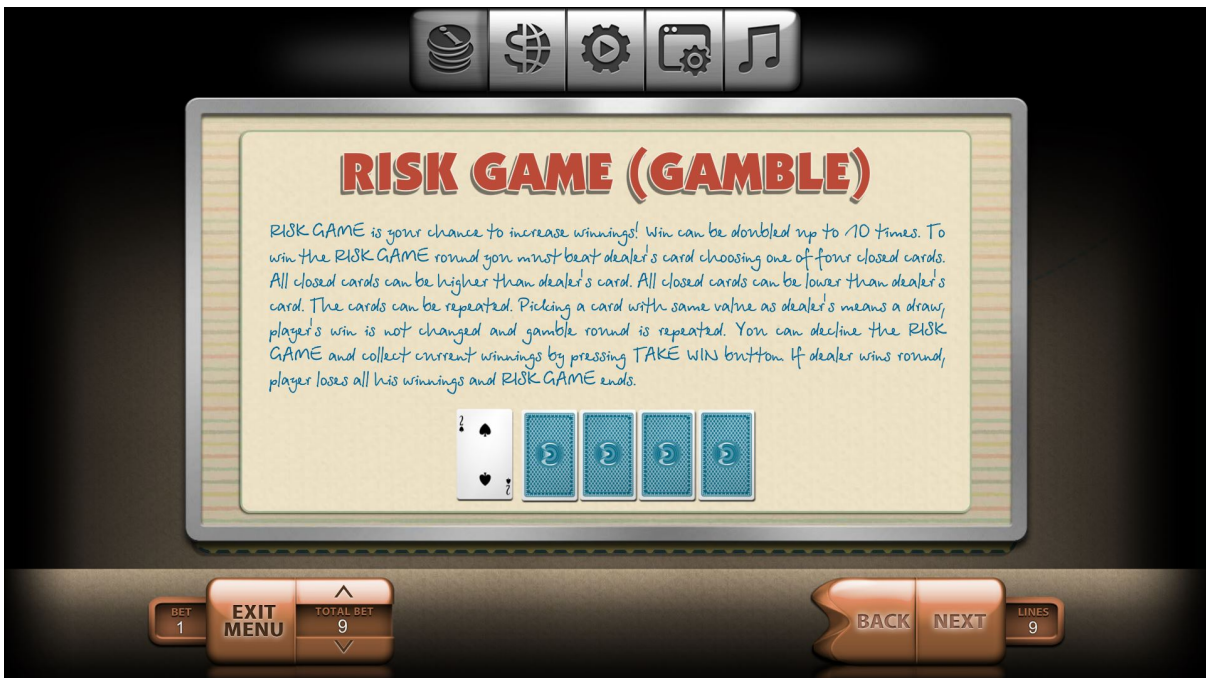 RISK GAME (GAMBLE)
RISK GAME is your chance to increase winnings! Win can be doubled up to 10 times. To
win the RISK GAME round you must beat dealer's card choosing one of four closed cards.
All closed cards can be higher than dealer's card. All closed cards can be lower than dealer's
card. The cards can be repeated. Picking a card with same value as dealer's means a draw,
player's win is not changed and gamble round is repeated. You can decline the RISK
GAME and collect current winnings by pressing TAKE WIN button. If dealer wins round,
player loses all his winnings and RISK GAME ends.
2
2
BET
1
EXIT
MENU
TOTAL BET
9
BACK
NEXT
LINES
9